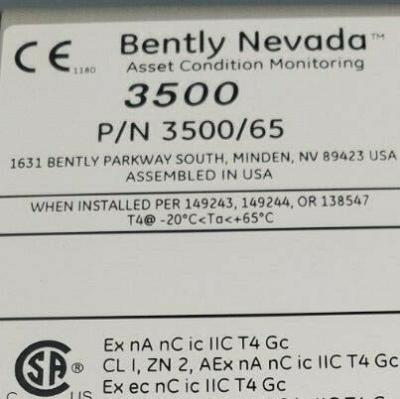 CE 1180
Bently Nevada™
Asset Condition Monitoring
3500
P/N 3500/65
1631 BENTLY PARKWAY SOUTH, MINDEN, NV 89423 USA
ASSEMBLED IN USA
WHEN INSTALLED PER 149243, 149244, OR 138547
T4@ -20°C<Ta<+65°C
Ex nA nC ic IIC T4 Gc
CL I, ZN 2, AEx nA nC ic IIC T4 Gc
Ex ec nC ic IIC T4 Gc
SA ®
C US